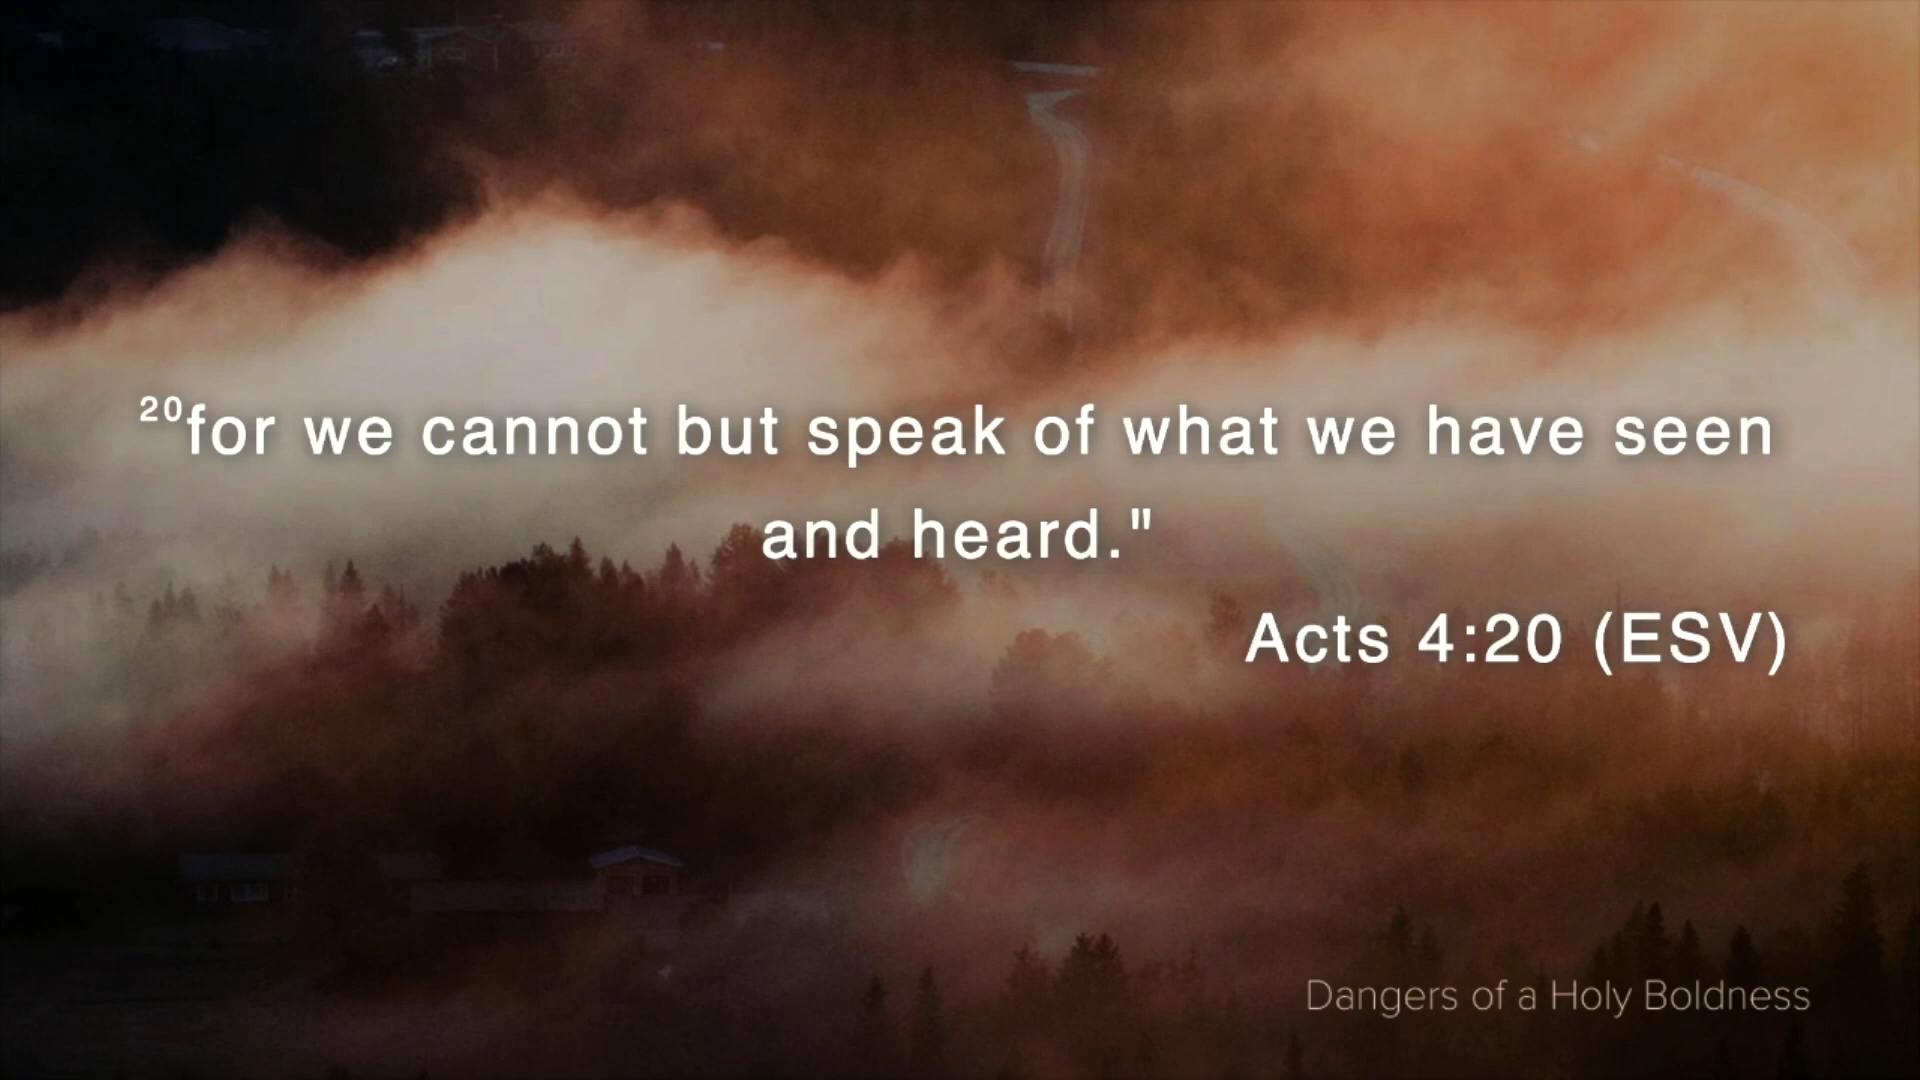 20for we cannot but speak of what we have seen
and heard."
Acts 4:20 (ESV)
Dangers of a Holy Boldness